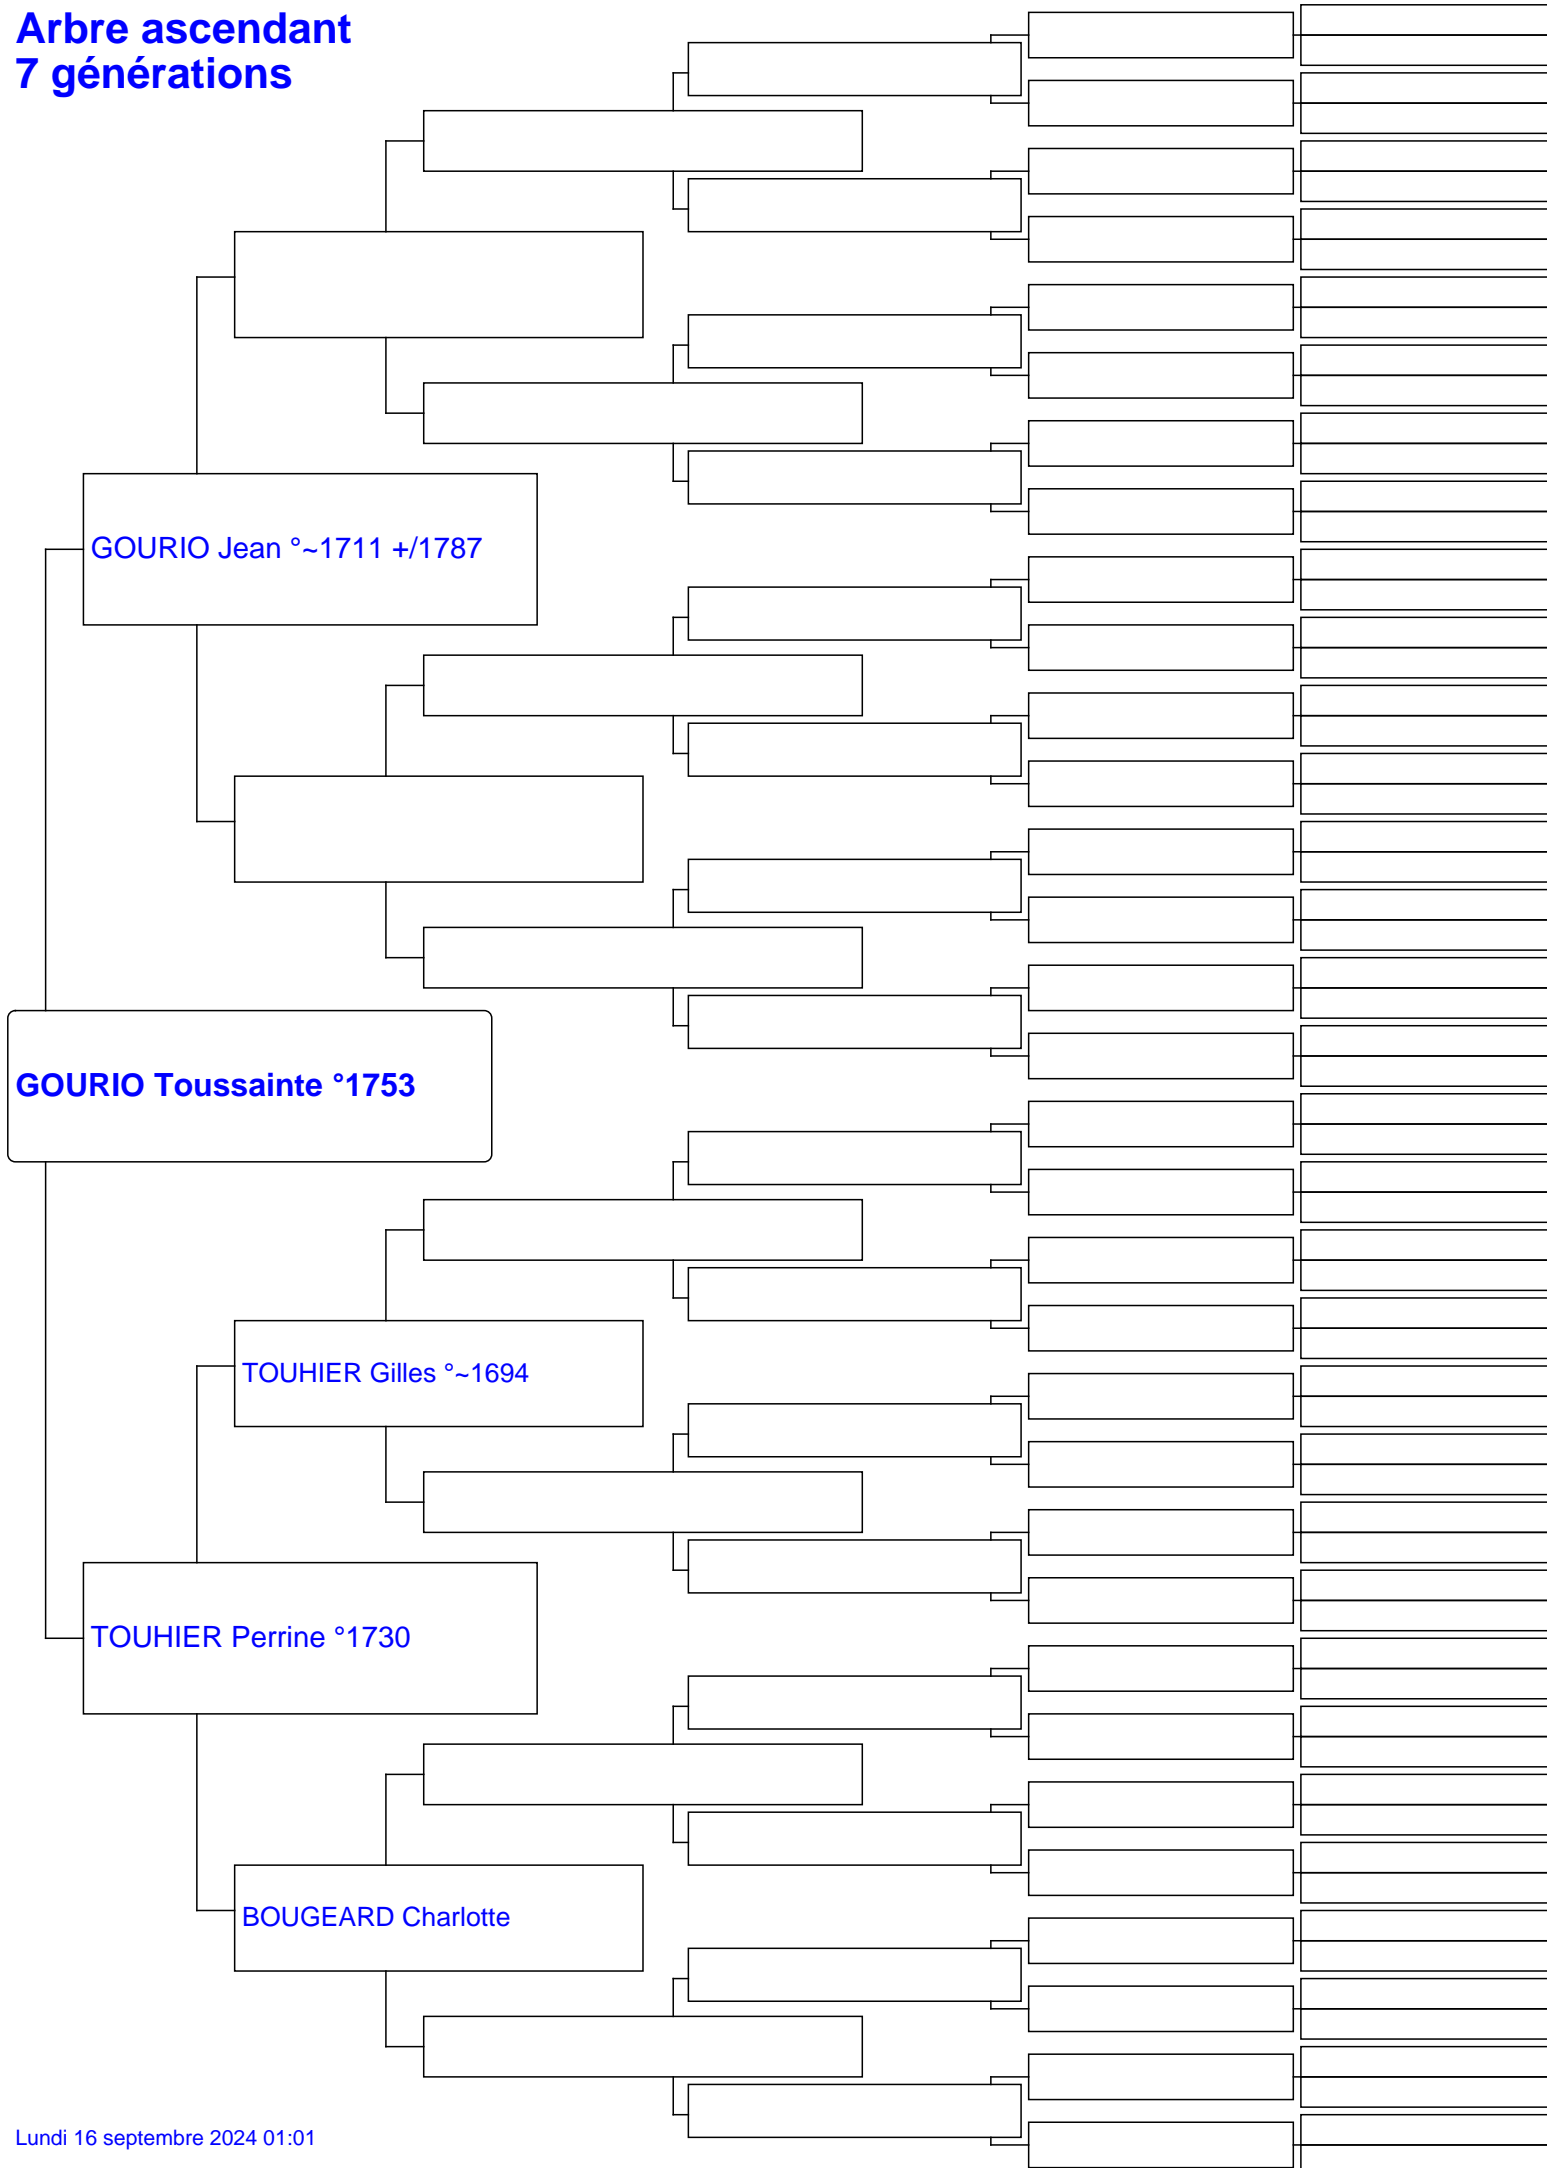 Arbre ascendant
7 générations
GOURIO Jean °~1711 +/1787
GOURIO Toussainte °1753
TOUHIER Gilles °~1694
TOUHIER Perrine °1730
BOUGEARD Charlotte
Lundi 16 septembre 2024 01:01